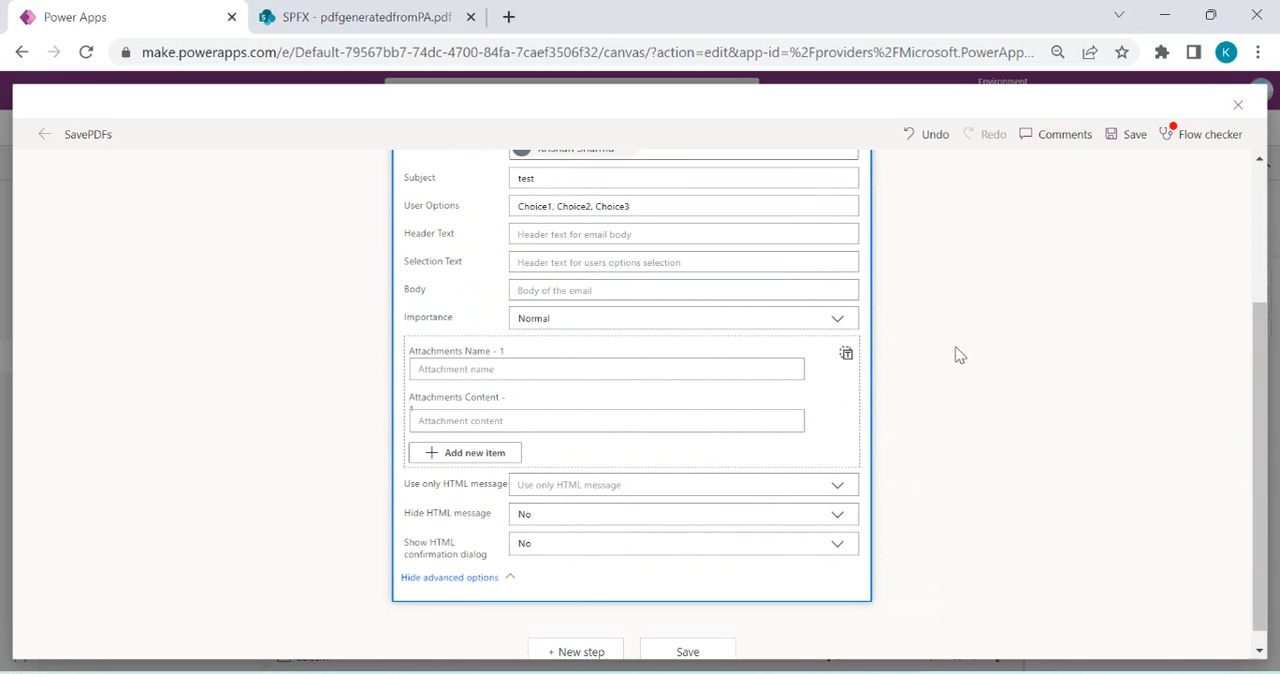 Power Apps
SPFX - pdfgeneratedfromPA.pdf
make.powerapps.com/e/Default-79567bb7-74dc-4700-84fa-7caef3506f32/canvas/?action=edit&app-id=%2Fproviders%2FMicrosoft.PowerApp...
K
Environment
SavePDFs
Undo
Redo
Comments
Save
Flow checker
Subject
test
User Options
Choice1, Choice2, Choice3
Header Text
Header text for email body
Selection Text
Header text for users options selection
Body
Body of the email
Importance
Normal
Attachments Name - 1
Attachment name
Attachments Content -
1
Attachment content
Add new item
Use only HTML message
Use only HTML message
Hide HTML message
No
Show HTML
confirmation dialog
No
Hide advanced options
+ New step
Save